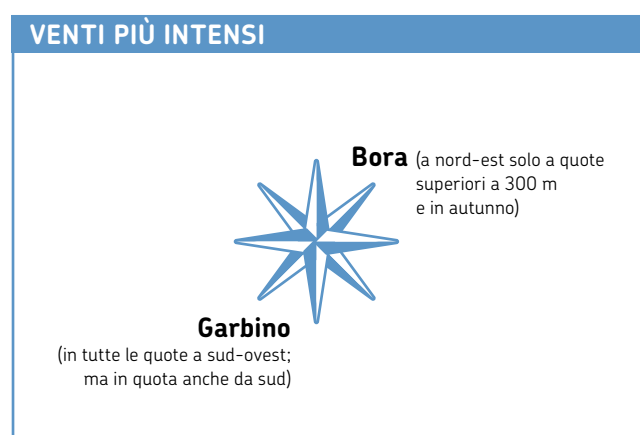 VENTI PIÙ INTENSI
Bora (a nord-est solo a quote
superiori a 300 m
e in autunno)
Garbino
(in tutte le quote a sud-ovest;
ma in quota anche da sud)